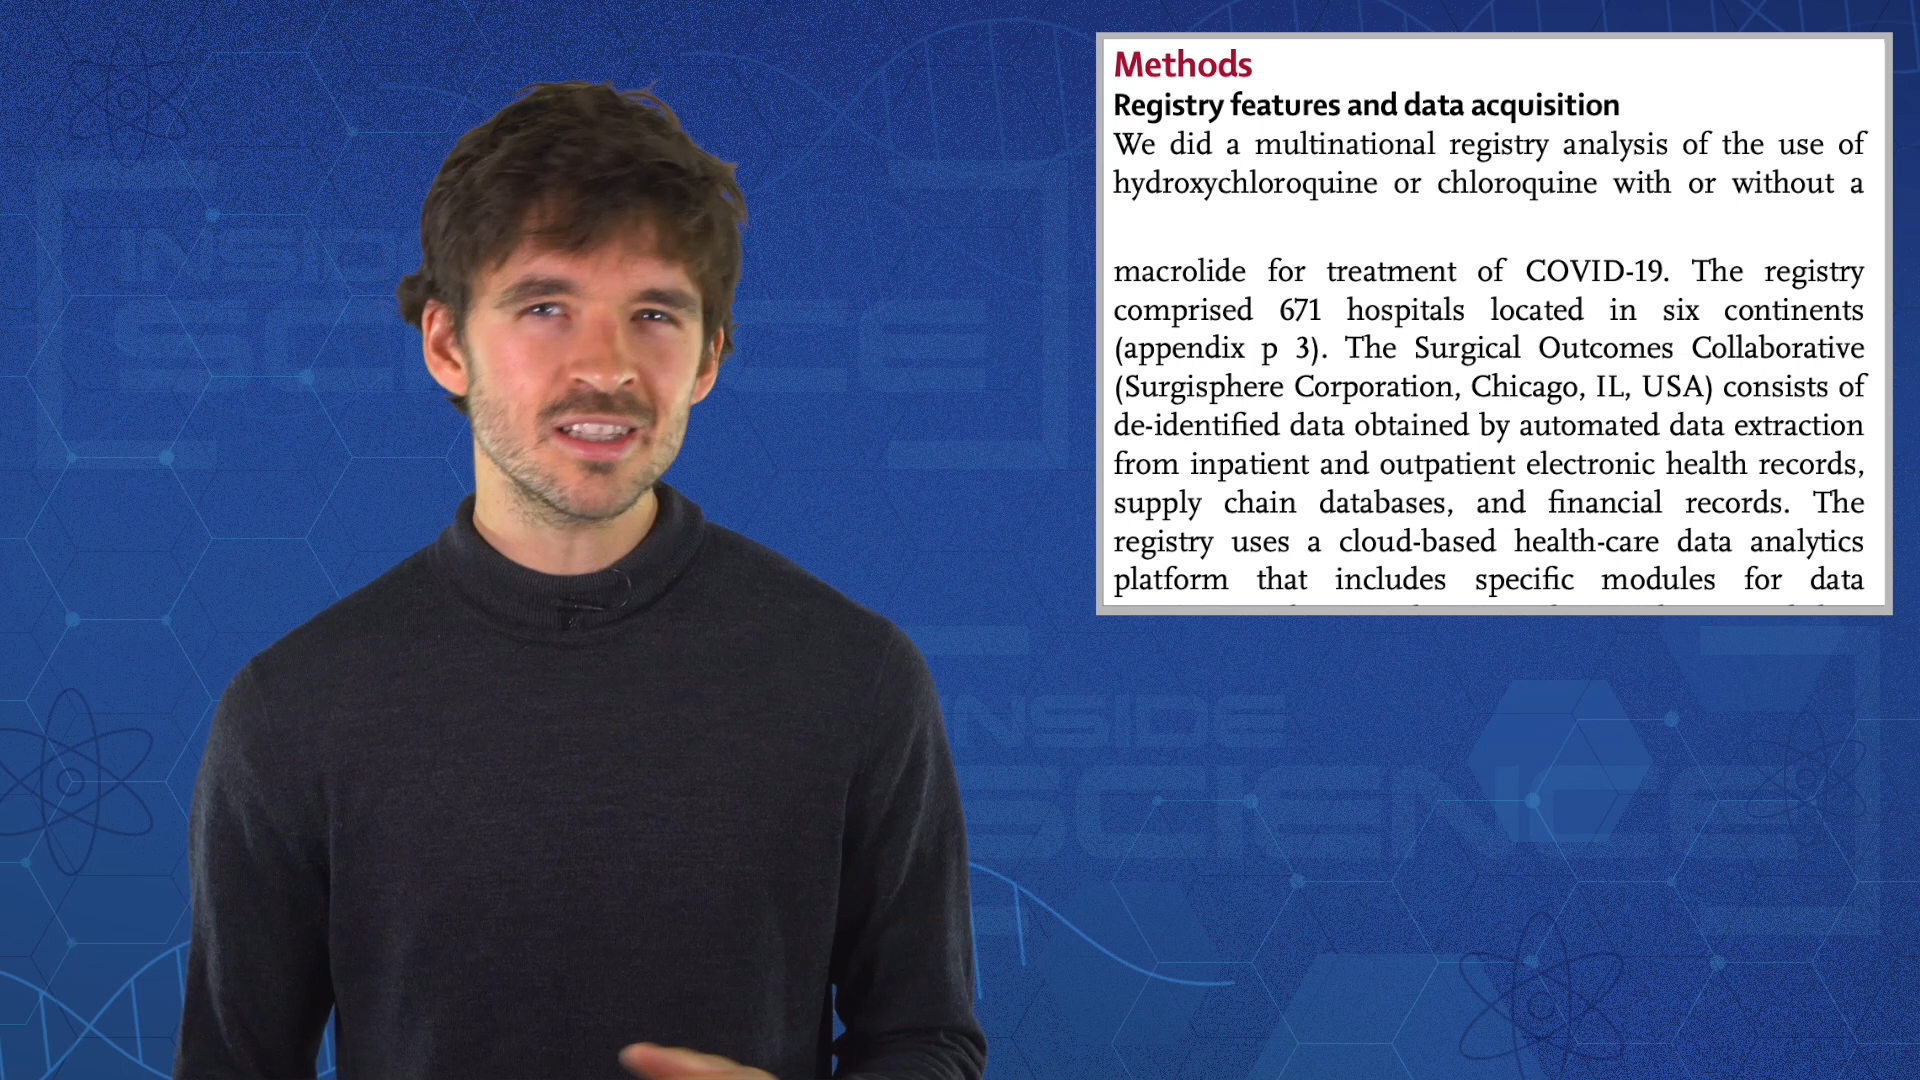 Methods
Registry features and data acquisition
We did a multinational registry analysis of the use of
hydroxychloroquine or chloroquine with or without a
macrolide for treatment of COVID-19. The registry
comprised 671 hospitals located in six continents
(appendix p 3). The Surgical Outcomes Collaborative
(Surgisphere Corporation, Chicago, IL, USA) consists of
de-identified data obtained by automated data extraction
from inpatient and outpatient electronic health records,
supply chain databases, and financial records. The
registry uses a cloud-based health-care data analytics
platform that includes specific modules for data
INSIDE
SCIENCE
INSIDE
SCIENCE